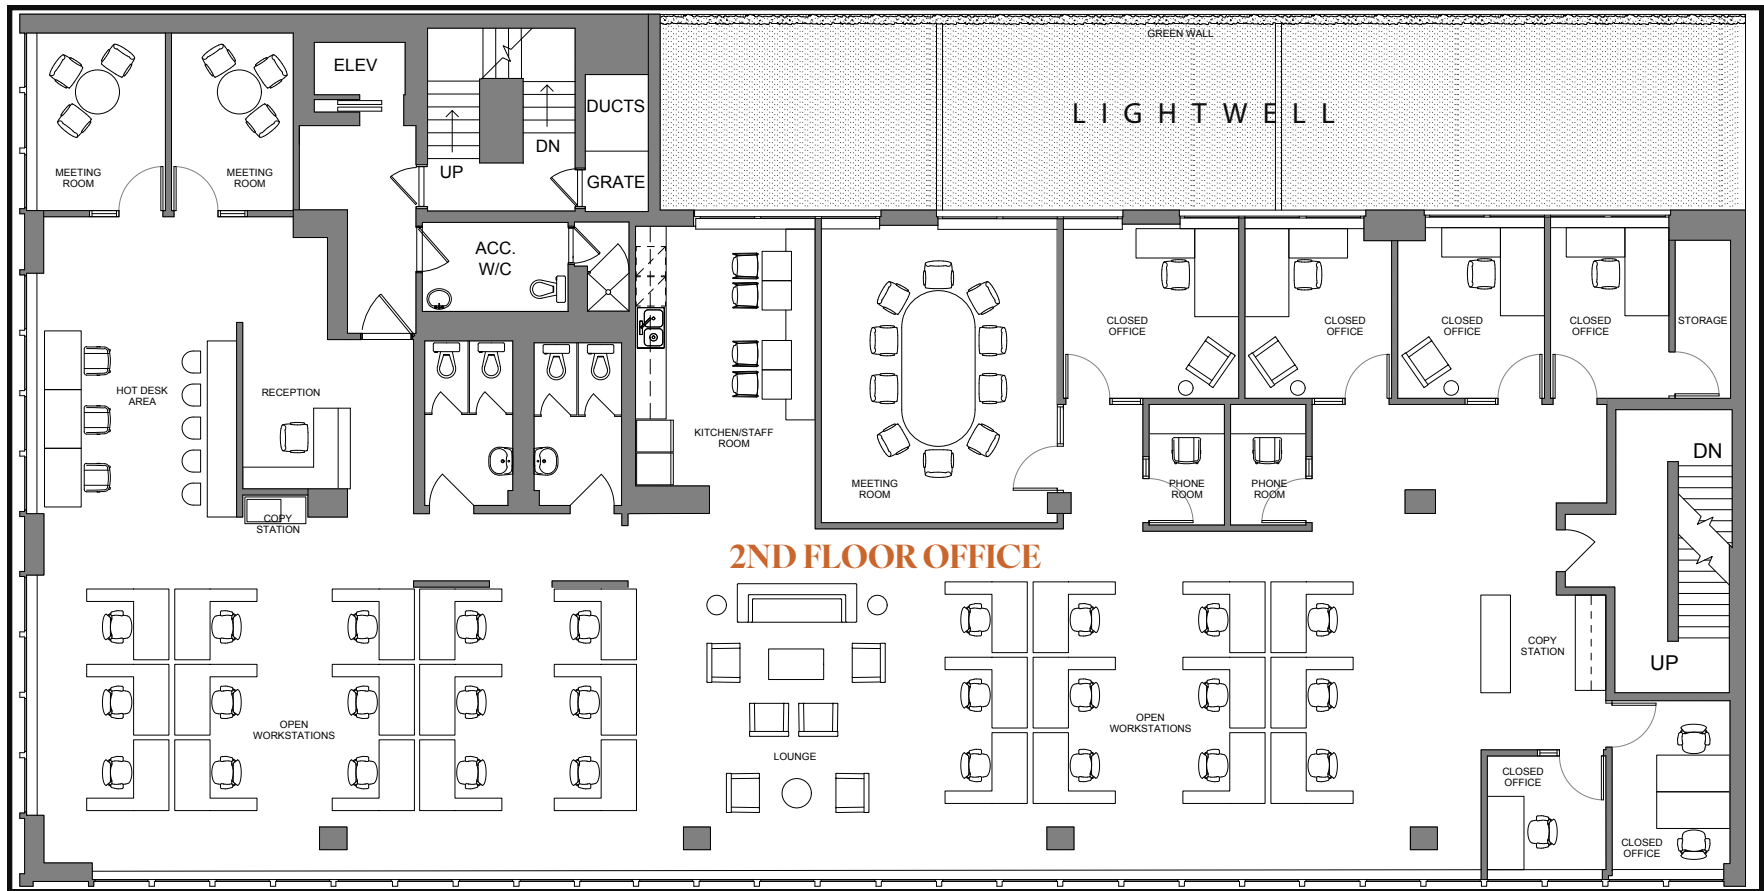 GREEN WALL
ELEV
DUCTS
LIGHTWELL
DN
UP
GRATE
MEETING
ROOM
MEETING
ROOM
ACC.
W/C
CLOSED
OFFICE
CLOSED
OFFICE
CLOSED
OFFICE
CLOSED
OFFICE
STORAGE
HOT DESK
AREA
RECEPTION
KITCHEN/STAFF
ROOM
MEETING
ROOM
PHONE
ROOM
PHONE
ROOM
DN
COPY
STATION
2ND FLOOR OFFICE
COPY
STATION
UP
OPEN
WORKSTATIONS
OPEN
WORKSTATIONS
LOUNGE
CLOSED
OFFICE
CLOSED
OFFICE